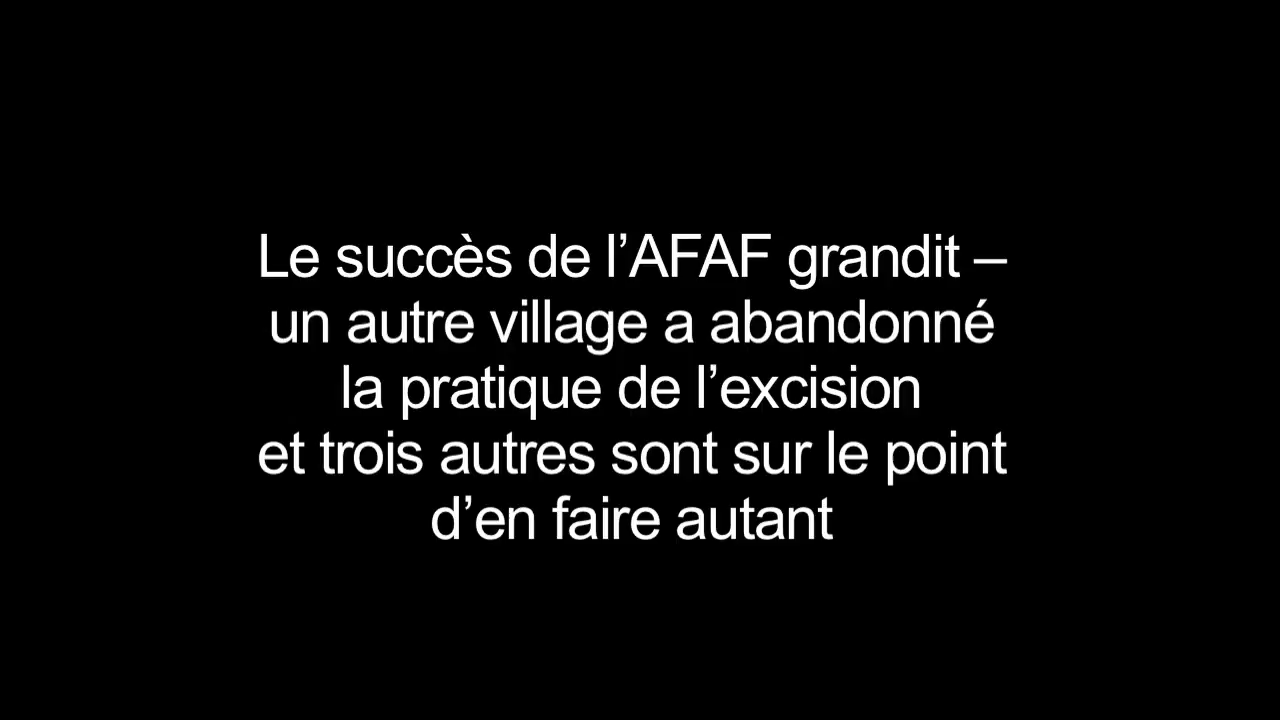 Le succès de l’AFAF grandit –
un autre village a abandonné
la pratique de l’excision
et trois autres sont sur le point
d’en faire autant